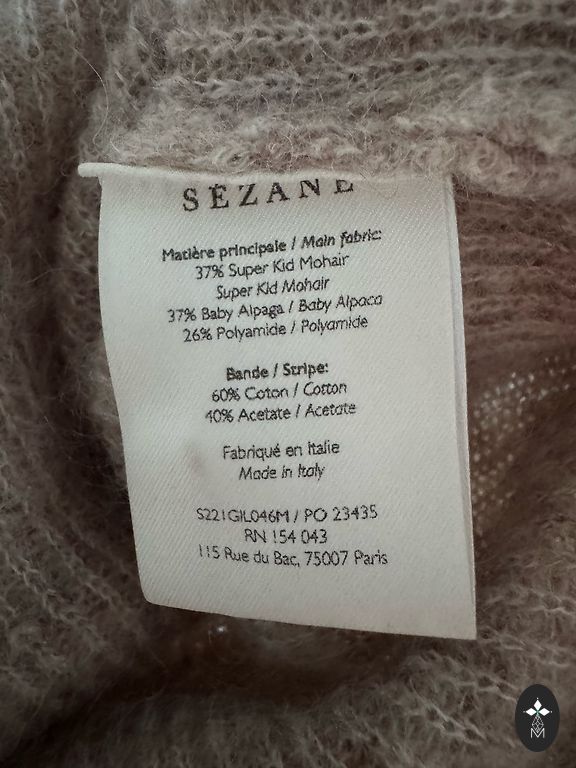 SÉZANE
Matière principale / Main fabric:
37% Super Kid Mohair
Super Kid Mohair
37% Baby Alpaga / Baby Alpaca
26% Polyamide / Polyamide
Bande / Stripe:
60% Coton / Cotton
40% Acetate / Acetate
Fabriqué en Italie
Made in Italy
S221GIL046M / PO 23435
RN 154 043
115 Rue du Bac, 75007 Paris
M